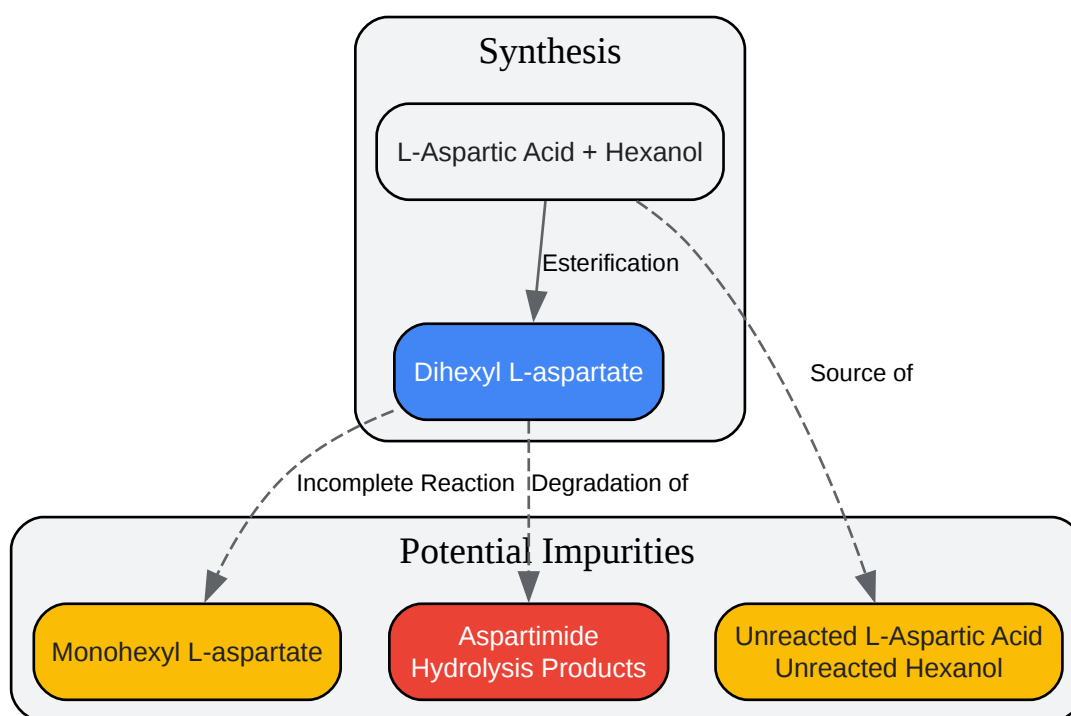 Synthesis
L-Aspartic Acid + Hexanol
Esterification
Dihexyl L-aspartate
Source of
Incomplete Reaction
Degradation of
Potential Impurities
Monohexyl L-aspartate
Aspartimide
Hydrolysis Products
Unreacted L-Aspartic Acid
Unreacted Hexanol